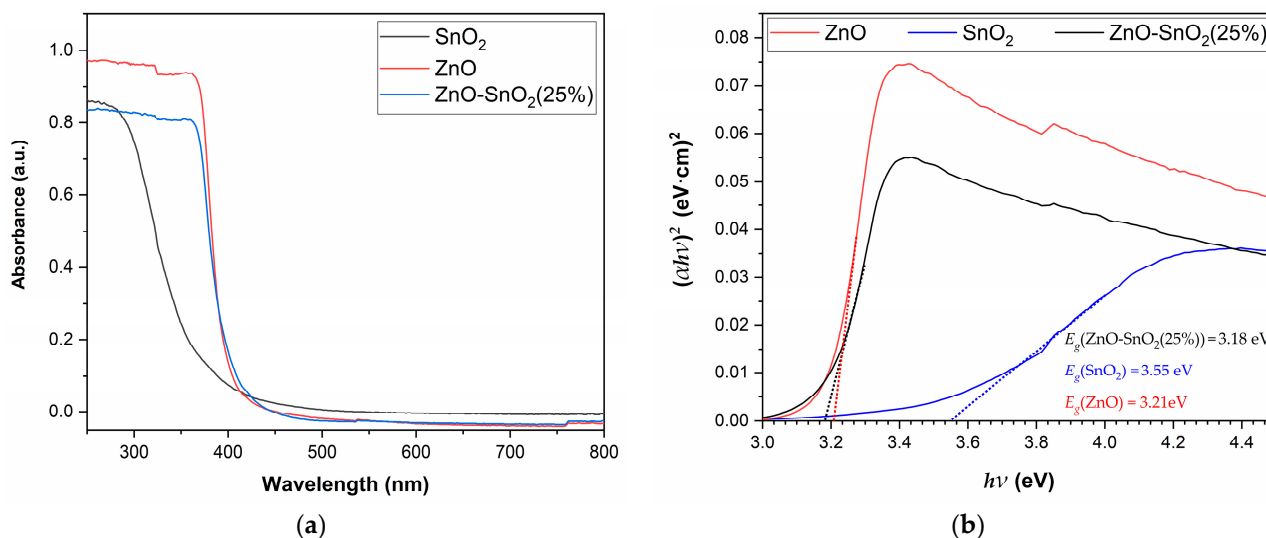 SnO₂
ZnO
ZnO-SnO₂(25%)
1.0
0.8
0.6
0.4
0.2
0.0
Absorbance (a.u.)
300
400
500
600
700
800
Wavelength (nm)
(a)
ZnO
SnO₂
ZnO-SnO₂(25%)
0.08
0.07
0.06
0.05
0.04
0.03
0.02
0.01
0.00
(αhν)² (eV·cm)²
E_g(ZnO-SnO₂(25%)) = 3.18 eV
E_g(SnO₂) = 3.55 eV
E_g(ZnO) = 3.21eV
3.0
3.2
3.4
3.6
3.8
4.0
4.2
4.4
hν (eV)
(b)